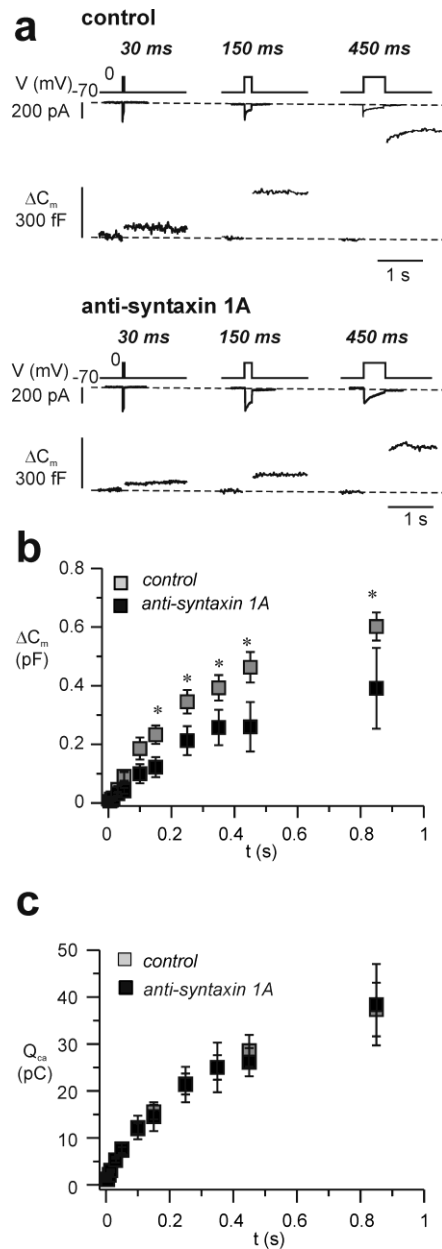 a
control
30 ms 150 ms 450 ms
0
V (mV)
-70
200 pA
ΔCm
300 fF
1 s
anti-syntaxin 1A
30 ms 150 ms 450 ms
0
V (mV)
-70
200 pA
ΔCm
300 fF
1 s
b
0.8
control
anti-syntaxin 1A
0.6
ΔCm
(pF)
0.4
0.2
0
0 0.2 0.4 0.6 0.8 1
t (s)
* * * * *
c
50
control
40
anti-syntaxin 1A
30
Qca
(pC)
20
10
0
0 0.2 0.4 0.6 0.8 1
t (s)